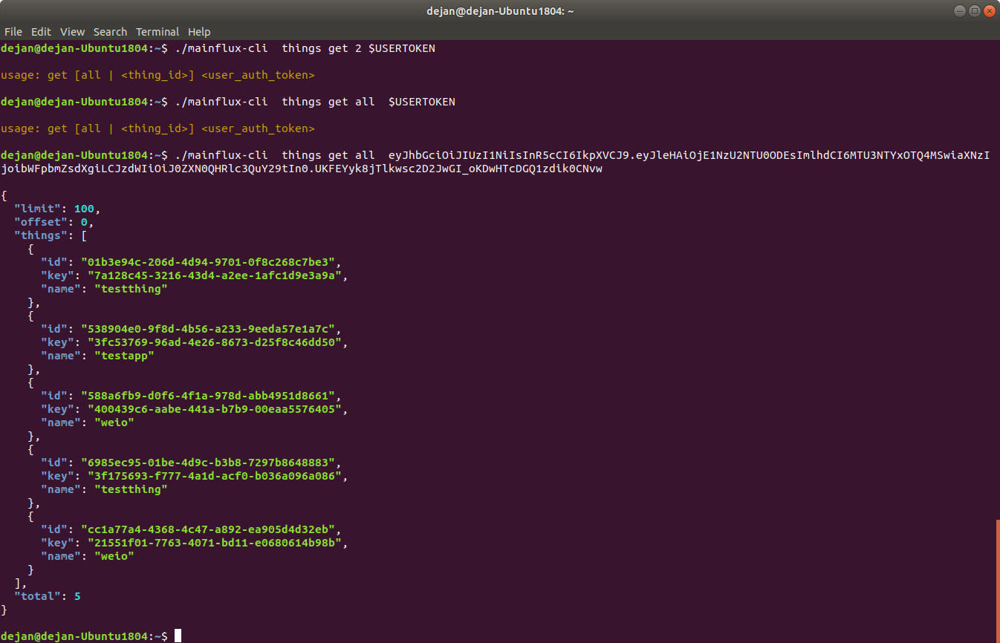 dejan@dejan-Ubuntu1804: ~
File Edit View Search Terminal Help
dejan@dejan-Ubuntu1804:~$ ./mainflux-cli  things get 2 $USERTOKEN
usage: get [all | <thing_id>] <user_auth_token>
dejan@dejan-Ubuntu1804:~$ ./mainflux-cli  things get all  $USERTOKEN
usage: get [all | <thing_id>] <user_auth_token>
dejan@dejan-Ubuntu1804:~$ ./mainflux-cli  things get all  eyJhbGciOiJIUzI1NiIsInR5cCI6IkpXVCJ9.eyJleHAiOjE1NzU2NTU0ODEsImlhdCI6MTU3NTYxOTQ4MSwiaXNzI
joibWFpbmZsdXgiLCJzdWIiOiJ0ZXN0QHRlc3QuY29tIn0.UKFEYyk8jTlkwsc2D2JwGI_oKDwHTcDGQ1zdik0CNvw
{
  "limit": 100,
  "offset": 0,
  "things": [
    {
      "id": "01b3e94c-206d-4d94-9701-0f8c268c7be3",
      "key": "7a128c45-3216-43d4-a2ee-1afc1d9e3a9a",
      "name": "testthing"
    },
    {
      "id": "538904e0-9f8d-4b56-a233-9eeda57e1a7c",
      "key": "3fc53769-96ad-4e26-8673-d25f8c46dd50",
      "name": "testapp"
    },
    {
      "id": "588a6fb9-d0f6-4f1a-978d-abb4951d8661",
      "key": "400439c6-aabe-441a-b7b9-00eaa5576405",
      "name": "weio"
    },
    {
      "id": "6985ec95-01be-4d9c-b3b8-7297b8648883",
      "key": "3f175693-f777-4a1d-acf0-b036a096a086",
      "name": "testthing"
    },
    {
      "id": "cc1a77a4-4368-4c47-a892-ea905d4d32eb",
      "key": "21551f01-7763-4071-bd11-e0680614b98b",
      "name": "weio"
    }
  ],
  "total": 5
}
dejan@dejan-Ubuntu1804:~$